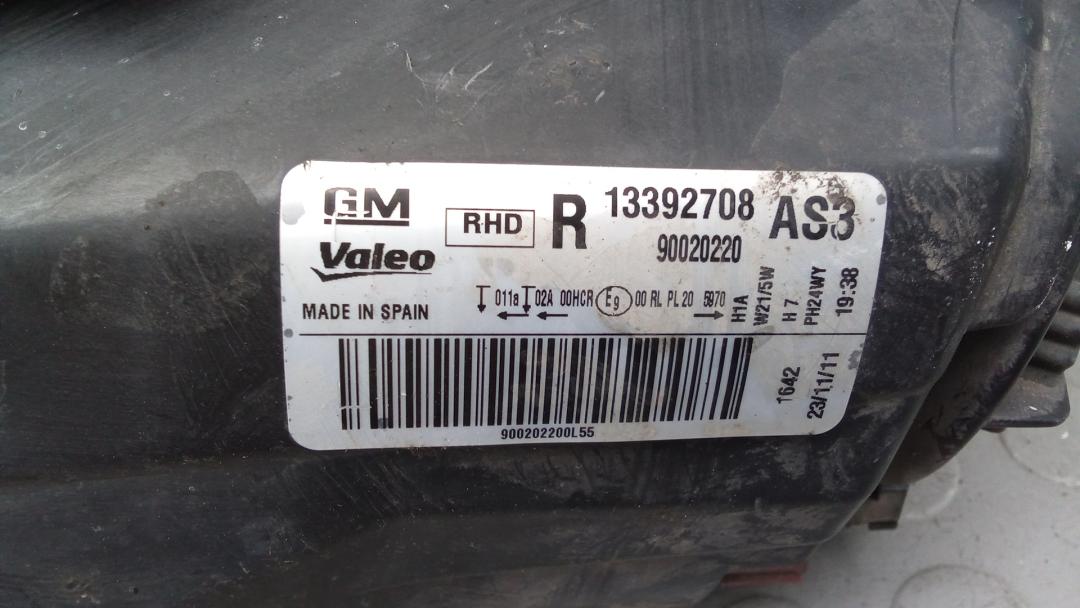 GM
Valeo
RHD
R
13392708
AS3
90020220
MADE IN SPAIN
011a 02A 00HCR E9 00 RL PL 20 5970
H1A
W21/5W
H 7
PH24WY
19:38
1642
23/11/11
900202200L55